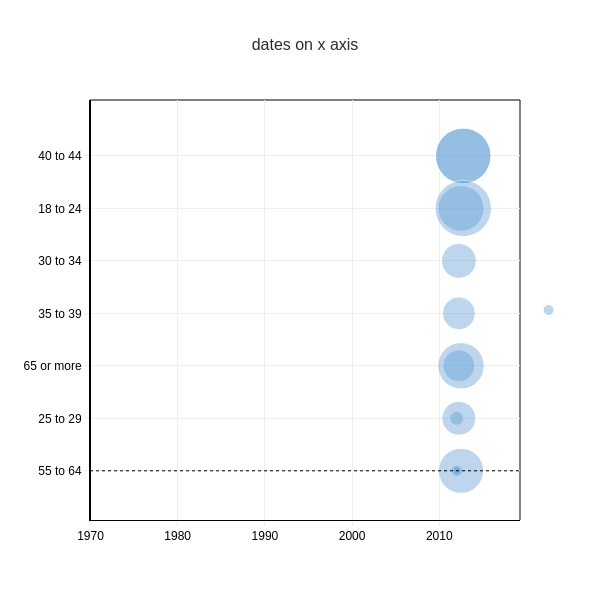 dates on x axis
40 to 44
18 to 24
30 to 34
35 to 39
65 or more
25 to 29
55 to 64
1970 1980 1990 2000 2010